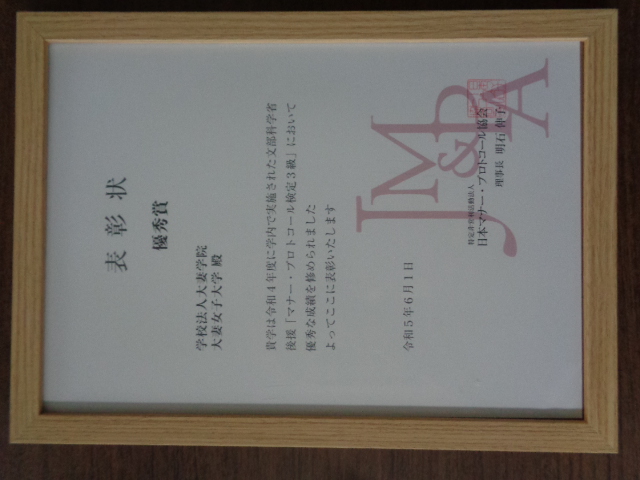 表彰状
優秀賞
学校法人大妻学院
大妻女子大学 殿
貴学は令和4年度に学内で実施された文部科学省
後援「マナー・プロトコール検定3級」において
優秀な成績を修められました
よってここに表彰いたします
令和5年6月1日
JM&PA
特定非営利活動法人
日本マナー・プロトコール協会
理事長 明石 伸子